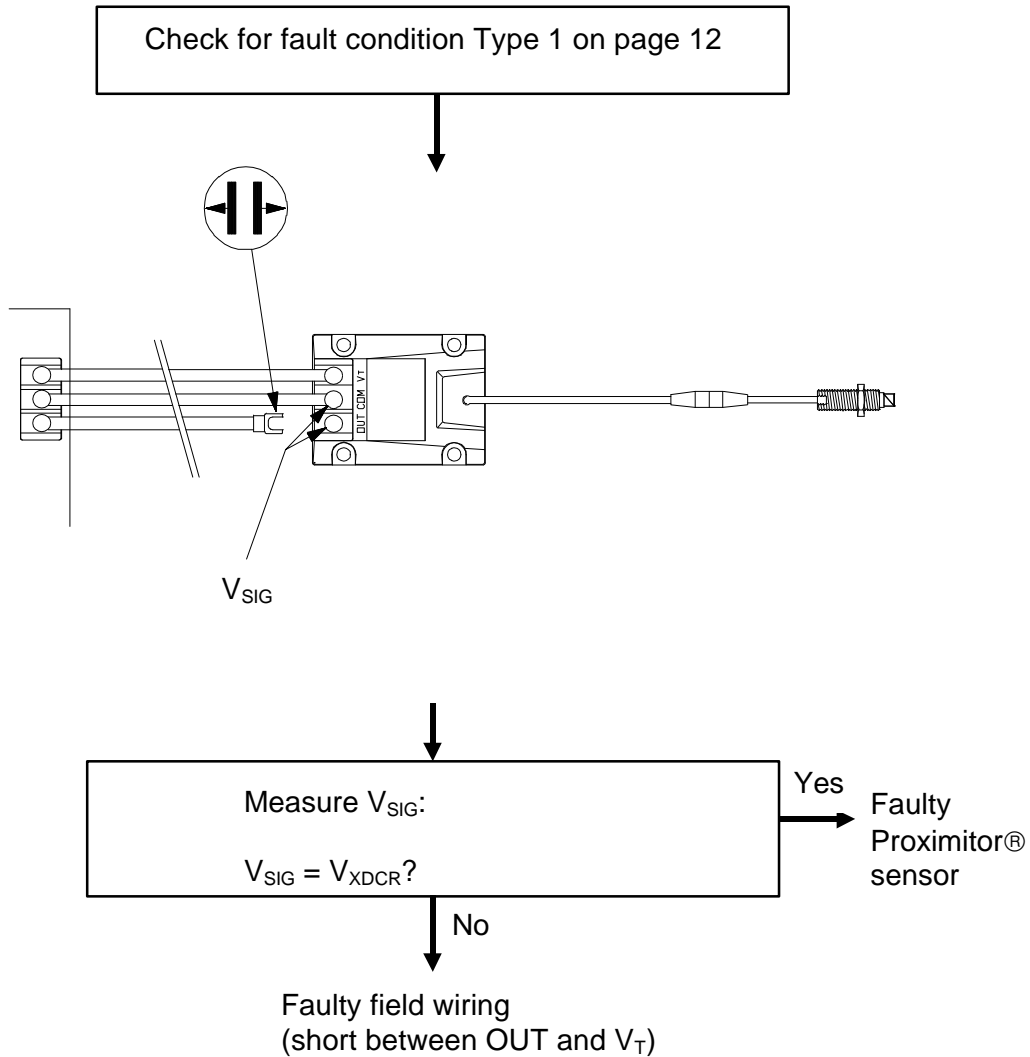 Check for fault condition Type 1 on page 12
OUT COM VT
VSIG
Measure VSIG:
VSIG = VXDCR?
Yes
Faulty
Proximitor®
sensor
No
Faulty field wiring
(short between OUT and VT)